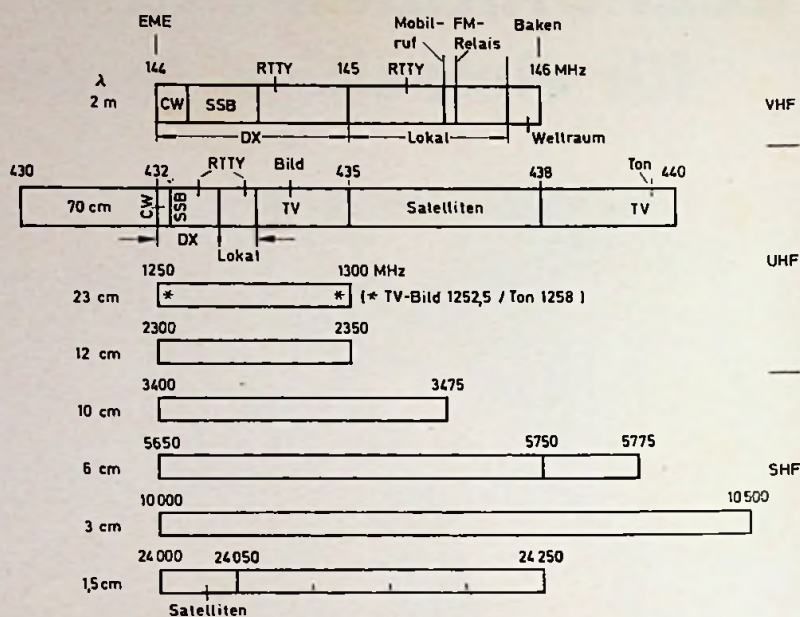 EME Mobil- FM- Baken
ruf Relais
λ 144 RTTY 145 RTTY 146 MHz
2 m CW SSB VHF
DX Lokal Weltraum
430 432 RTTY Bild 435 438 Ton 440
70 cm CW SSB TV Satelliten TV
DX Lokal
1250 1300 MHz UHF
23 cm * * (* TV-Bild 1252,5 / Ton 1258 )
2300 2350
12 cm
3400 3475
10 cm
5650 5750 5775
6 cm SHF
10 000 10 500
3 cm
24 000 24 050 24 250
1,5 cm
Satelliten